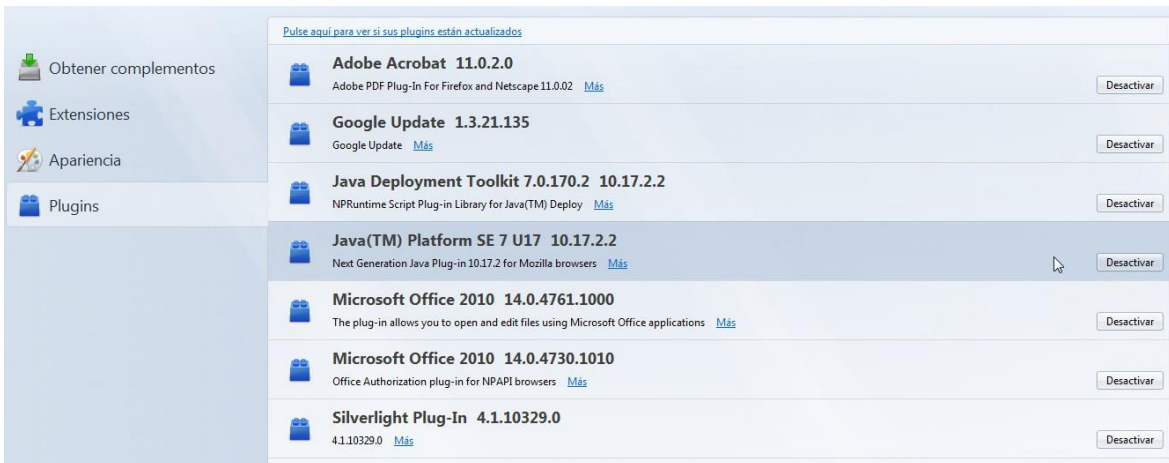 Pulse aquí para ver si sus plugins están actualizados
Obtener complementos
Extensiones
Apariencia
Plugins
Adobe Acrobat 11.0.2.0
Adobe PDF Plug-In For Firefox and Netscape 11.0.02 Más
Desactivar
Google Update 1.3.21.135
Google Update Más
Desactivar
Java Deployment Toolkit 7.0.170.2 10.17.2.2
NPRuntime Script Plug-in Library for Java(TM) Deploy Más
Desactivar
Java(TM) Platform SE 7 U17 10.17.2.2
Next Generation Java Plug-in 10.17.2 for Mozilla browsers Más
Desactivar
Microsoft Office 2010 14.0.4761.1000
The plug-in allows you to open and edit files using Microsoft Office applications Más
Desactivar
Microsoft Office 2010 14.0.4730.1010
Office Authorization plug-in for NPAPI browsers Más
Desactivar
Silverlight Plug-In 4.1.10329.0
4.1.10329.0 Más
Desactivar